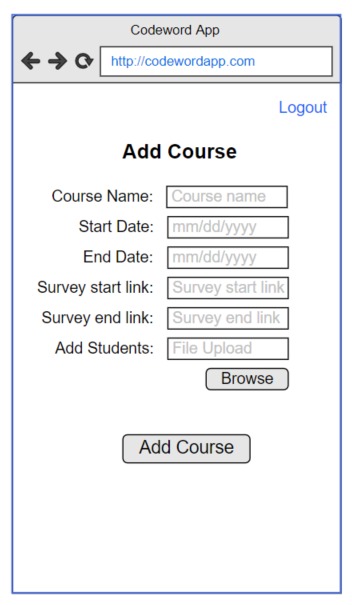 Codeword App
http://codewordapp.com
Logout
Add Course
Course Name: Course name
Start Date: mm/dd/yyyy
End Date: mm/dd/yyyy
Survey start link: Survey start link
Survey end link: Survey end link
Add Students: File Upload
Browse
Add Course